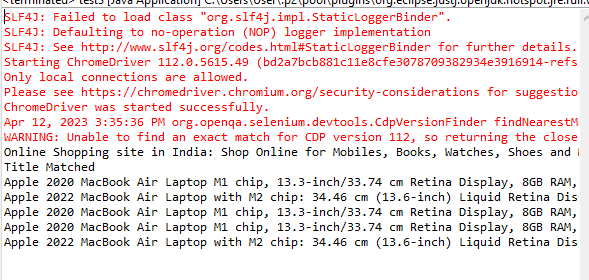 <terminated> test3 [Java Application] C:\Users\User\.p2\pool\plugins\org.eclipse.justj.openjdk.hotspot.jre.full.
SLF4J: Failed to load class "org.slf4j.impl.StaticLoggerBinder".
SLF4J: Defaulting to no-operation (NOP) logger implementation
SLF4J: See http://www.slf4j.org/codes.html#StaticLoggerBinder for further details.
Starting ChromeDriver 112.0.5615.49 (bd2a7bcb881c11e8cfe3078709382934e3916914-refs
Only local connections are allowed.
Please see https://chromedriver.chromium.org/security-considerations for suggestio
ChromeDriver was started successfully.
Apr 12, 2023 3:35:36 PM org.openqa.selenium.devtools.CdpVersionFinder findNearestM
WARNING: Unable to find an exact match for CDP version 112, so returning the close
Online Shopping site in India: Shop Online for Mobiles, Books, Watches, Shoes and
Title Matched
Apple 2020 MacBook Air Laptop M1 chip, 13.3-inch/33.74 cm Retina Display, 8GB RAM,
Apple 2022 MacBook Air Laptop with M2 chip: 34.46 cm (13.6-inch) Liquid Retina Dis
Apple 2020 MacBook Air Laptop M1 chip, 13.3-inch/33.74 cm Retina Display, 8GB RAM,
Apple 2020 MacBook Air Laptop M1 chip, 13.3-inch/33.74 cm Retina Display, 8GB RAM,
Apple 2022 MacBook Air Laptop with M2 chip: 34.46 cm (13.6-inch) Liquid Retina Dis